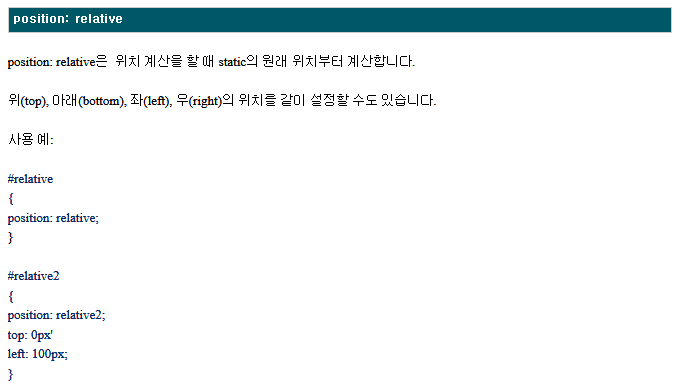 position: relative
position: relative은 위치 계산을 할 때 static의 원래 위치부터 계산합니다.
위(top), 아래(bottom), 좌(left), 우(right)의 위치를 같이 설정할 수도 있습니다.
사용 예:
#relative
{
position: relative;
}
#relative2
{
position: relative2;
top: 0px'
left: 100px;
}